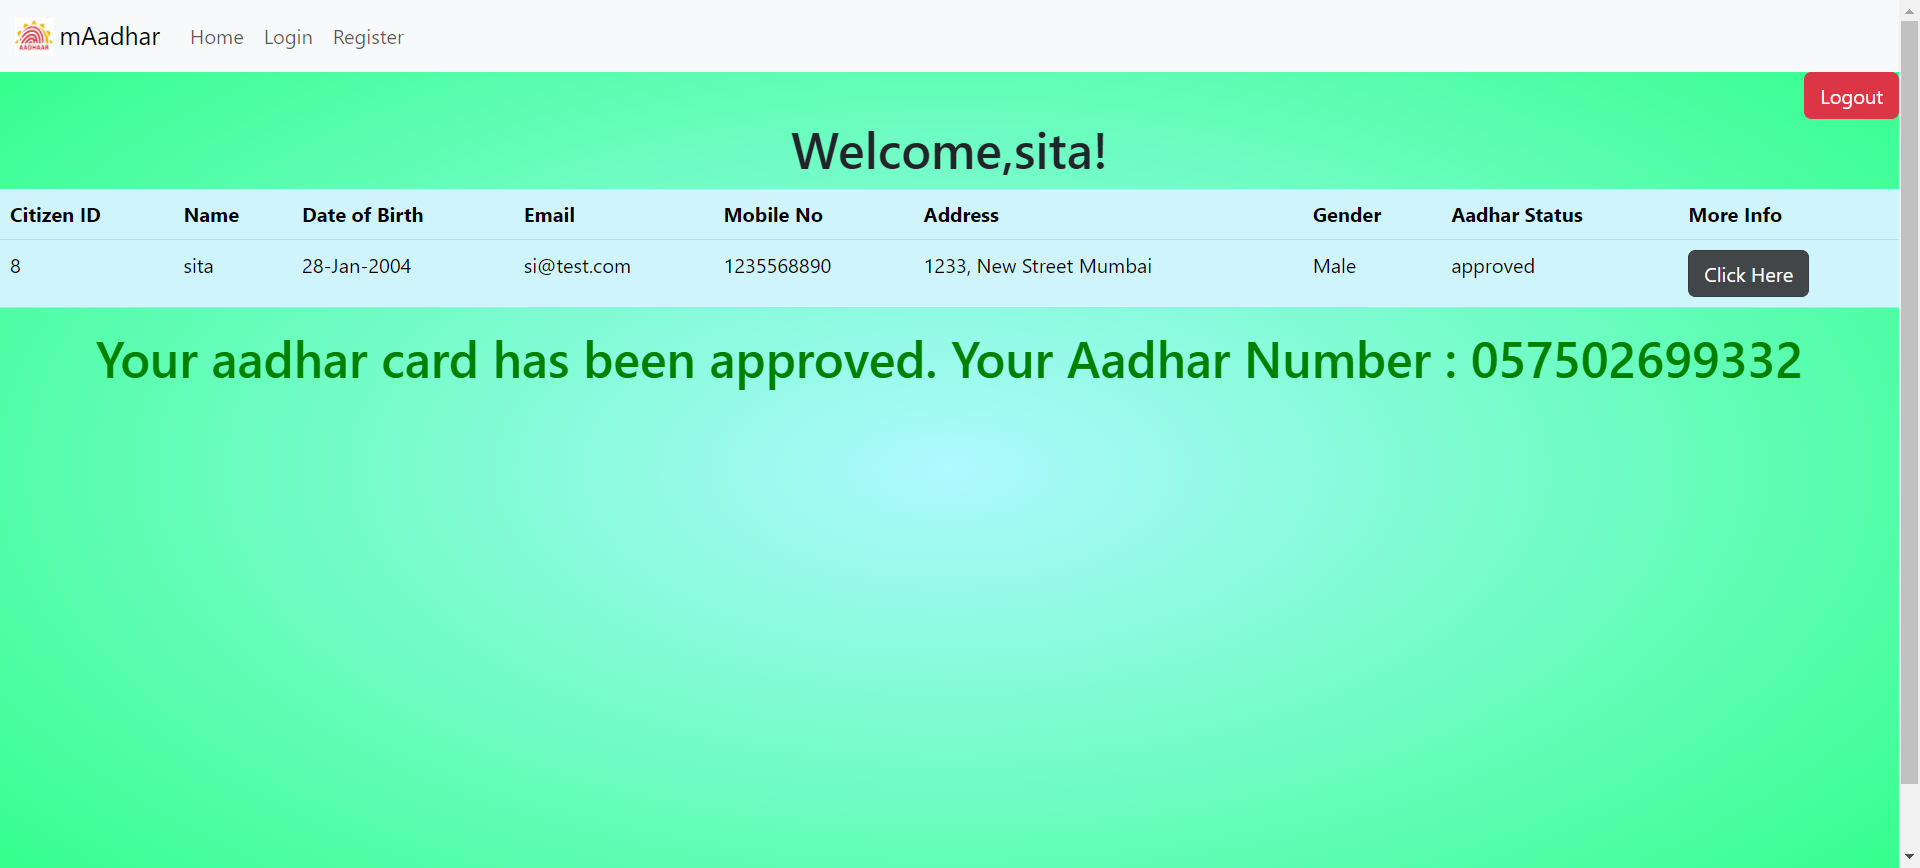 AADHAAR
mAadhar Home Login Register
Logout
Welcome,sita!
Citizen ID Name Date of Birth Email Mobile No Address Gender Aadhar Status More Info
8 sita 28-Jan-2004 si@test.com 1235568890 1233, New Street Mumbai Male approved Click Here
Your aadhar card has been approved. Your Aadhar Number : 057502699332